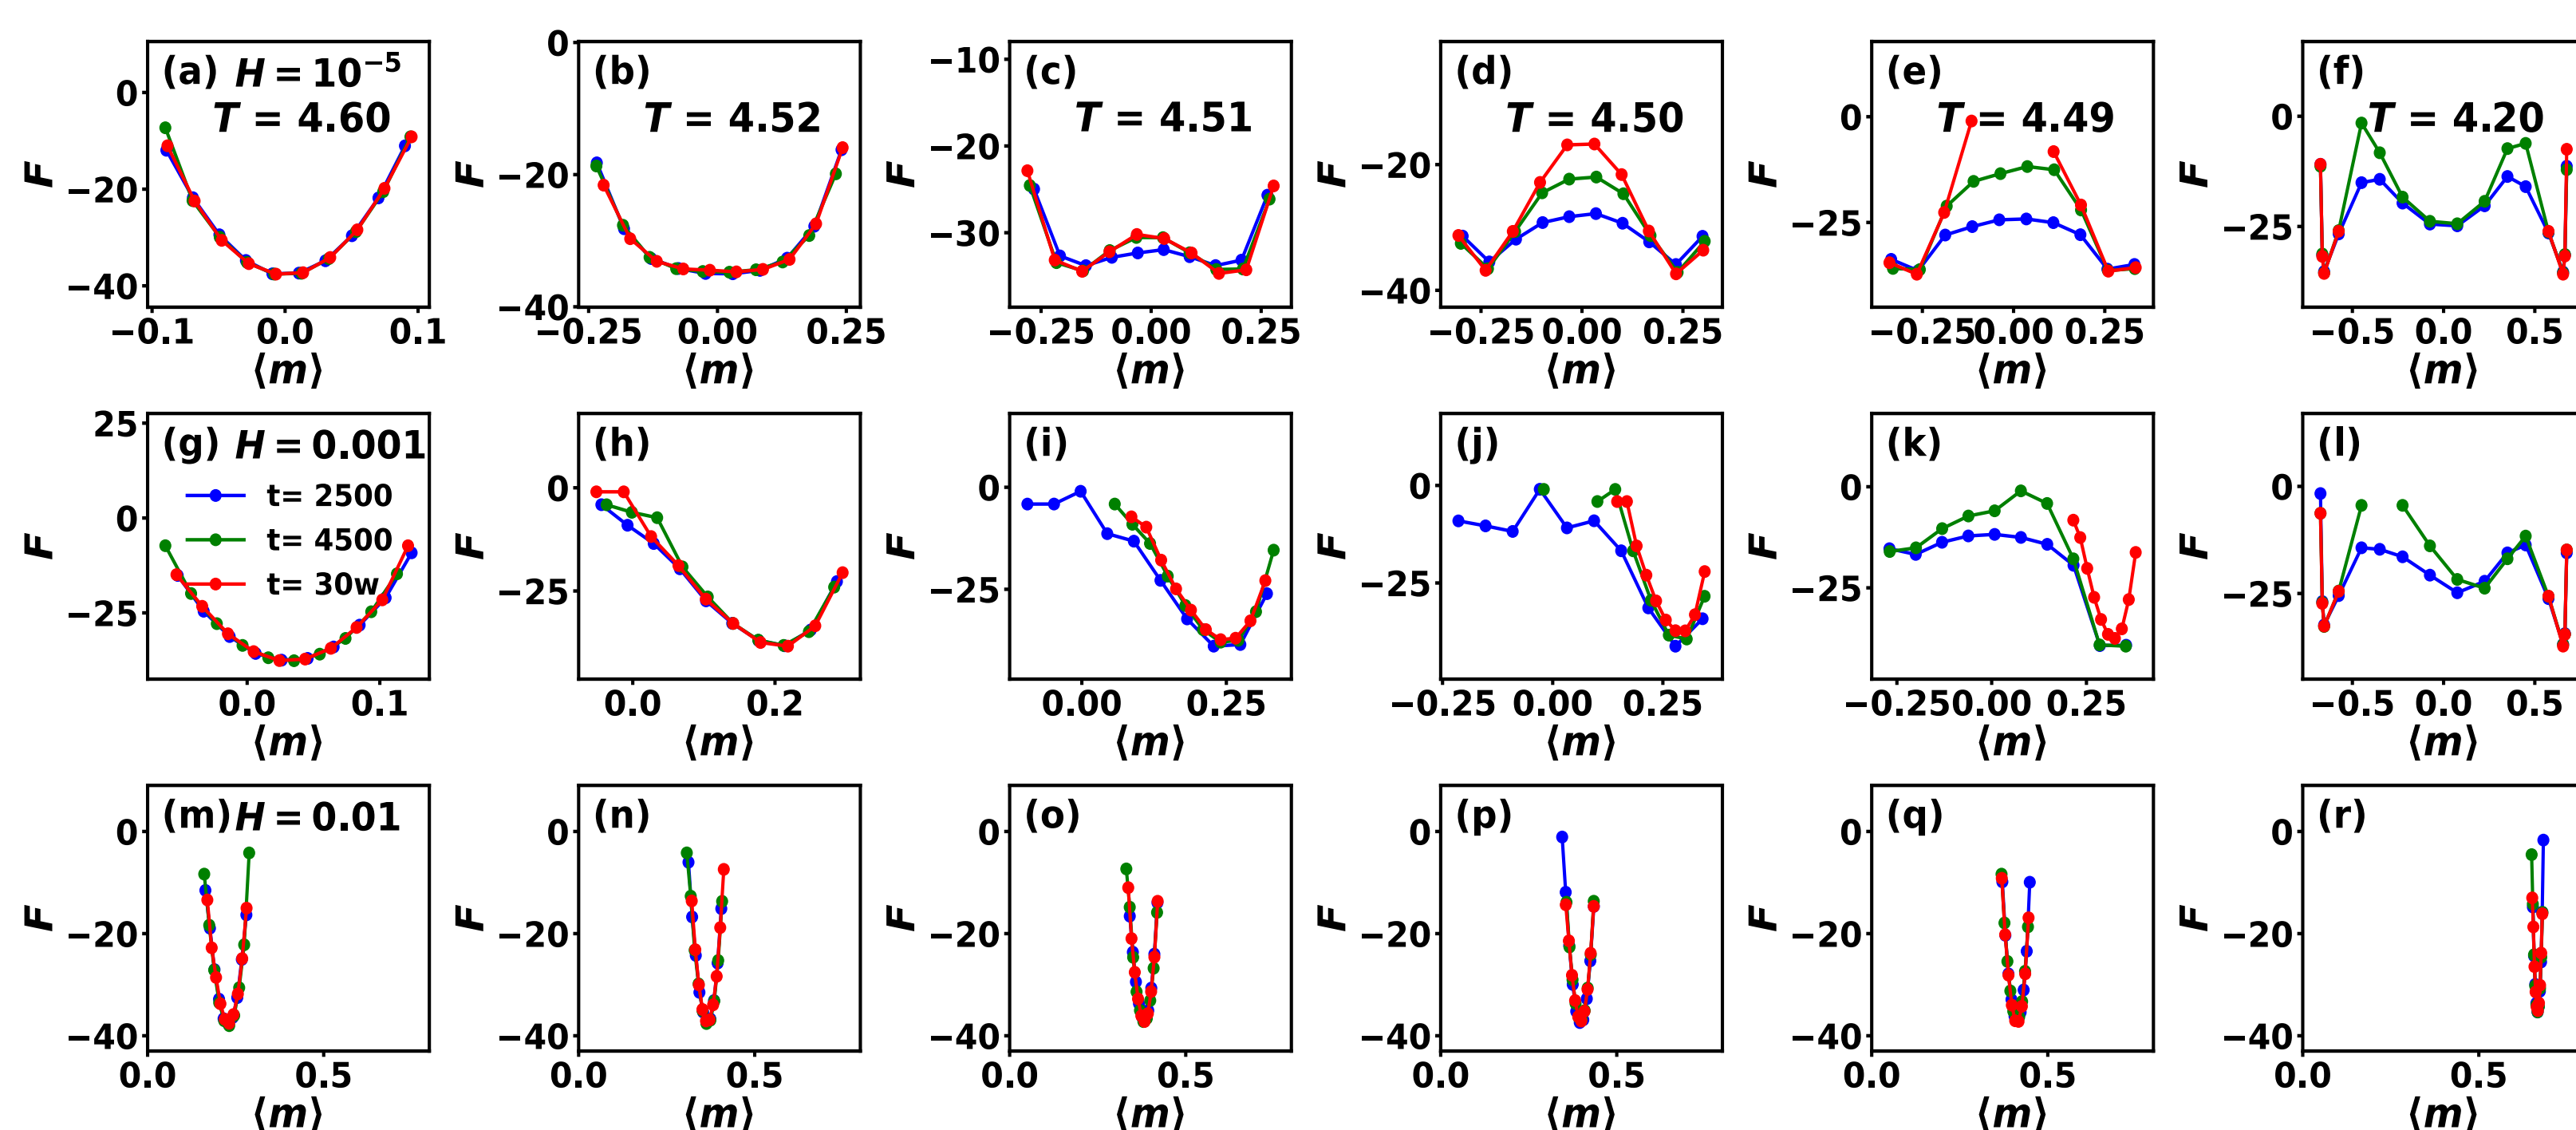 (a) H = 10⁻⁵
T = 4.60
F
0
−20
−40
−0.1 0.0 0.1
⟨m⟩
(b)
T = 4.52
F
0
−20
−40
−0.25 0.00 0.25
⟨m⟩
(c)
T = 4.51
F
−10
−20
−30
−0.25 0.00 0.25
⟨m⟩
(d)
T = 4.50
F
−20
−40
−0.25 0.00 0.25
⟨m⟩
(e)
T = 4.49
F
0
−25
−0.25 0.00 0.25
⟨m⟩
(f)
T = 4.20
F
0
−25
−0.5 0.0 0.5
⟨m⟩
(g) H = 0.001
t= 2500
t= 4500
t= 30w
F
25
0
−25
0.0 0.1
⟨m⟩
(h)
F
0
−25
0.0 0.2
⟨m⟩
(i)
F
0
−25
0.00 0.25
⟨m⟩
(j)
F
0
−25
−0.25 0.00 0.25
⟨m⟩
(k)
F
0
−25
−0.25 0.00 0.25
⟨m⟩
(l)
F
0
−25
−0.5 0.0 0.5
⟨m⟩
(m) H = 0.01
F
0
−20
−40
0.0 0.5
⟨m⟩
(n)
F
0
−20
−40
0.0 0.5
⟨m⟩
(o)
F
0
−20
−40
0.0 0.5
⟨m⟩
(p)
F
0
−20
−40
0.0 0.5
⟨m⟩
(q)
F
0
−20
−40
0.0 0.5
⟨m⟩
(r)
F
0
−20
−40
0.0 0.5
⟨m⟩